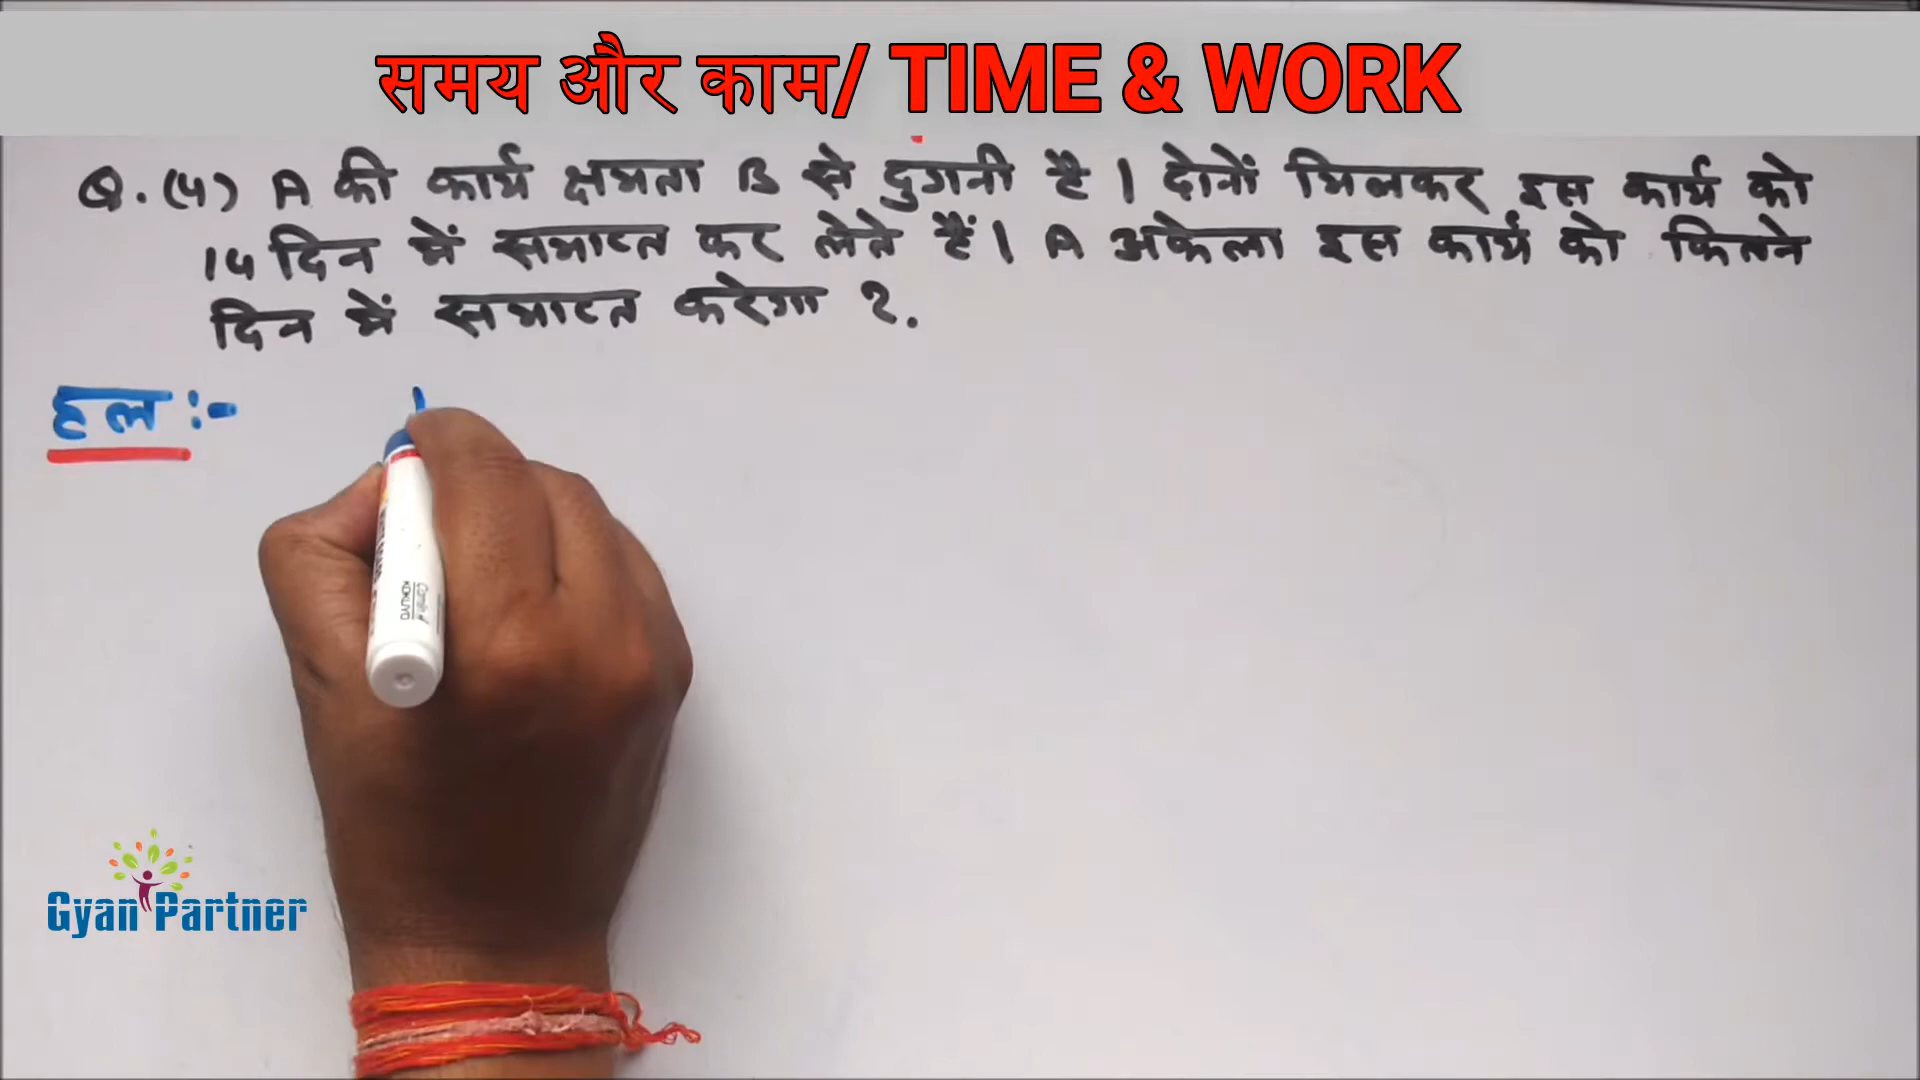 समय और काम/ TIME & WORK
Q.(4) A की कार्य क्षमता B से दुगनी है । दोनों मिलकर इस कार्य को
14 दिन में समाप्त कर लेते हैं । A अकेला इस कार्य को कितने
दिन में समाप्त करेगा ?.
हल :-
Gyan Partner